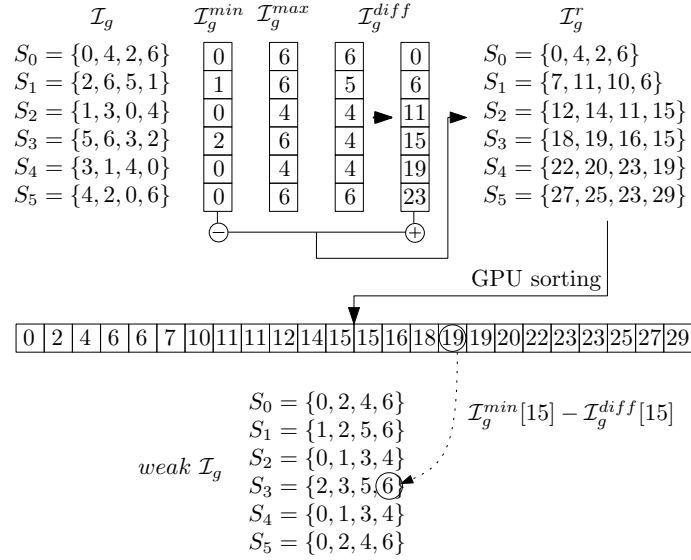 I_g I_g^{min} I_g^{max} I_g^{diff} I_g^r
S_0 = {0, 4, 2, 6} 0 6 6 0 S_0 = {0, 4, 2, 6}
S_1 = {2, 6, 5, 1} 1 6 5 6 S_1 = {7, 11, 10, 6}
S_2 = {1, 3, 0, 4} 0 4 4 11 S_2 = {12, 14, 11, 15}
S_3 = {5, 6, 3, 2} 2 6 4 15 S_3 = {18, 19, 16, 15}
S_4 = {3, 1, 4, 0} 0 4 4 19 S_4 = {22, 20, 23, 19}
S_5 = {4, 2, 0, 6} 0 6 6 23 S_5 = {27, 25, 23, 29}
− +
GPU sorting
0 2 4 6 6 7 10 11 11 12 14 15 15 16 18 19 19 20 22 23 23 25 27 29
S_0 = {0, 2, 4, 6}
I_g^{min}[15] − I_g^{diff}[15]
S_1 = {1, 2, 5, 6}
S_2 = {0, 1, 3, 4}
weak I_g
S_3 = {2, 3, 5, 6}
S_4 = {0, 1, 3, 4}
S_5 = {0, 2, 4, 6}